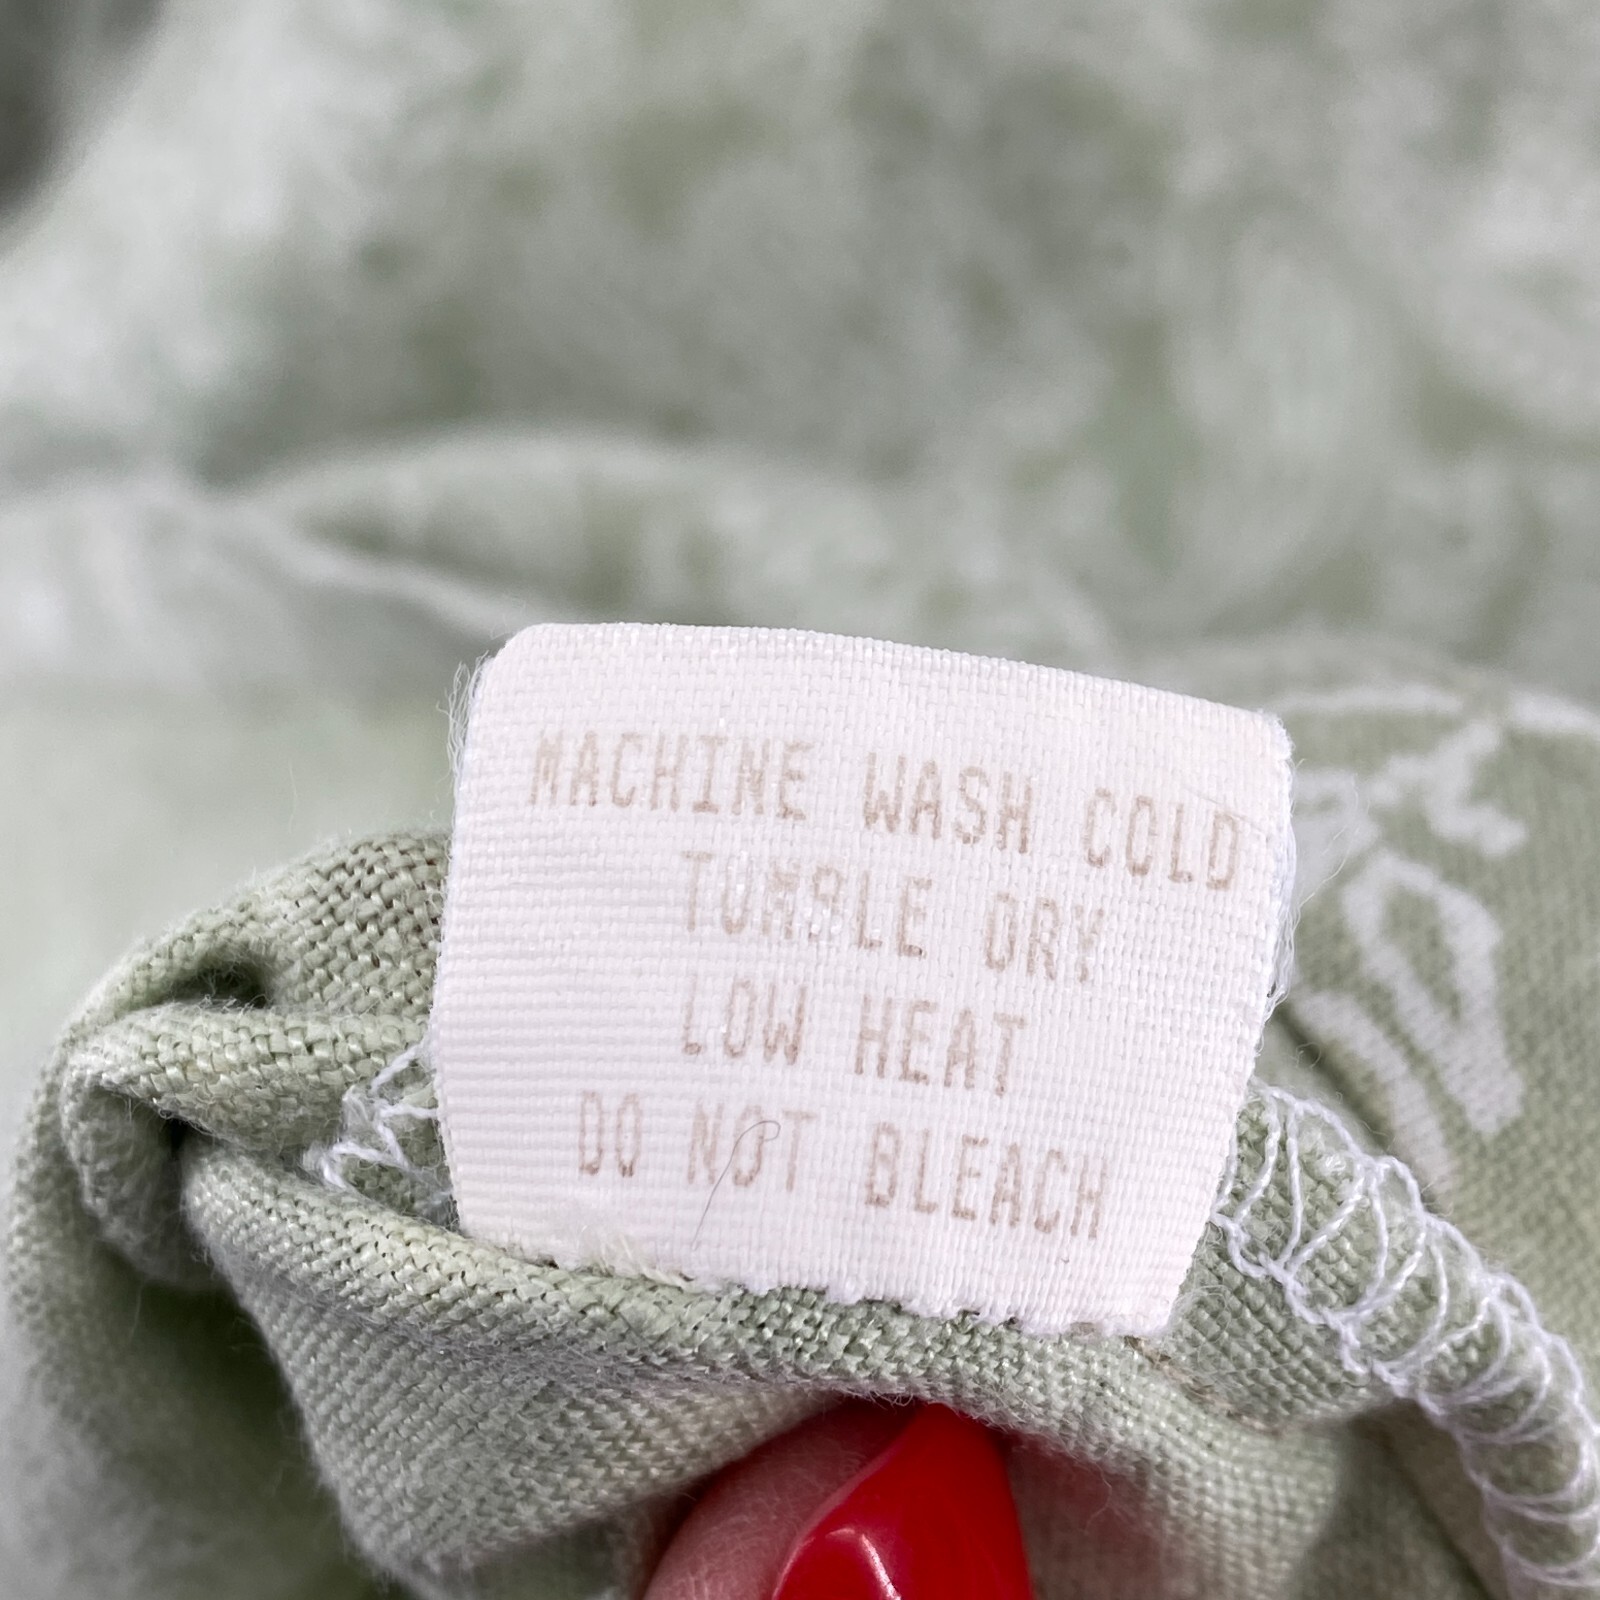 MACHINE WASH COLD
TUMBLE DRY
LOW HEAT
DO NOT BLEACH